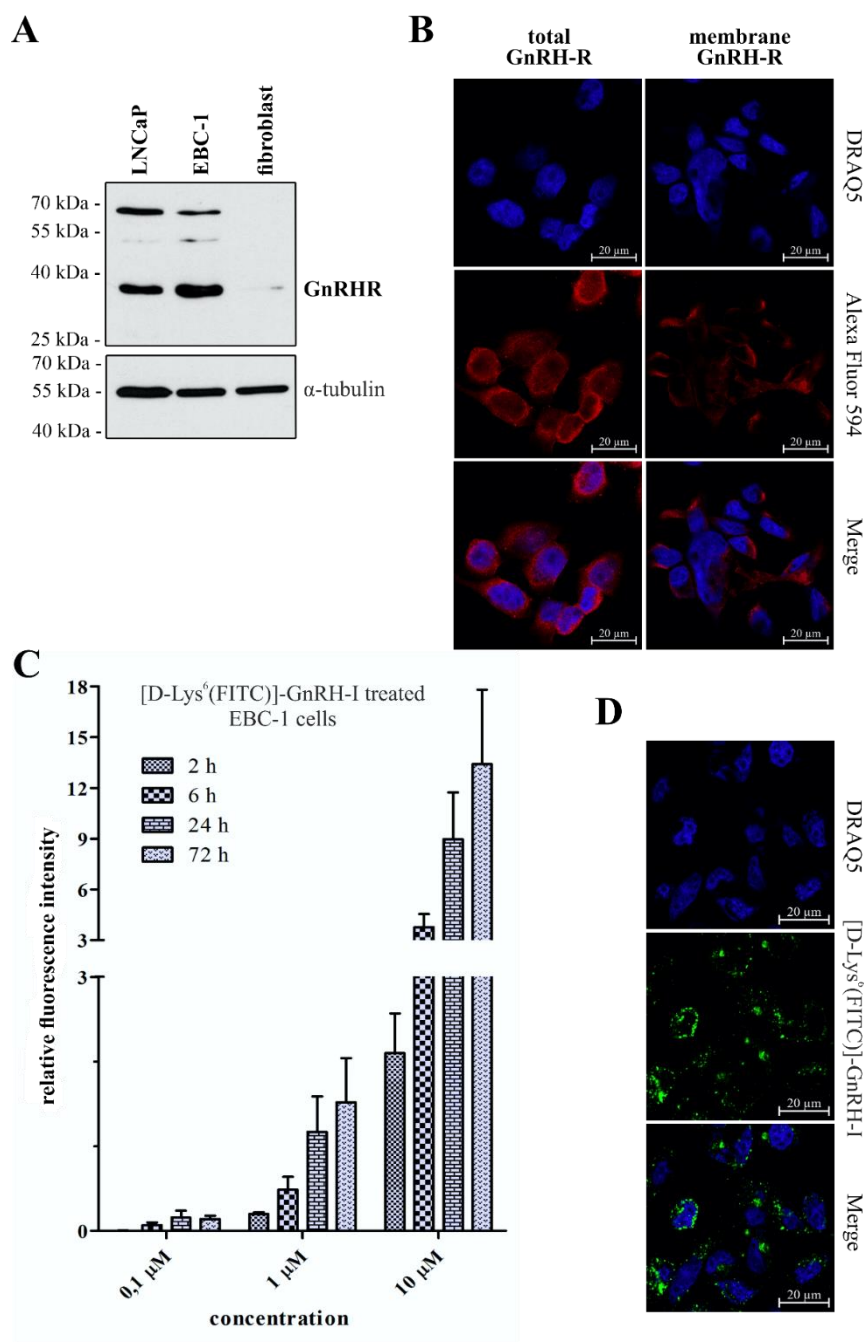 A
LNCaP
EBC-1
fibroblast
70 kDa -
55 kDa -
40 kDa -
GnRHR
25 kDa -
70 kDa -
55 kDa -
α-tubulin
40 kDa -
B
total
GnRH-R
membrane
GnRH-R
DRAQ5
20 µm
20 µm
Alexa Fluor 594
20 µm
20 µm
Merge
20 µm
20 µm
C
[D-Lys⁶(FITC)]-GnRH-I treated
EBC-1 cells
2 h
6 h
24 h
72 h
relative fluorescence intensity
18
15
12
9
6
3
3
0
0,1 µM
1 µM
10 µM
concentration
D
DRAQ5
20 µm
[D-Lys⁶(FITC)]-GnRH-I
20 µm
Merge
20 µm